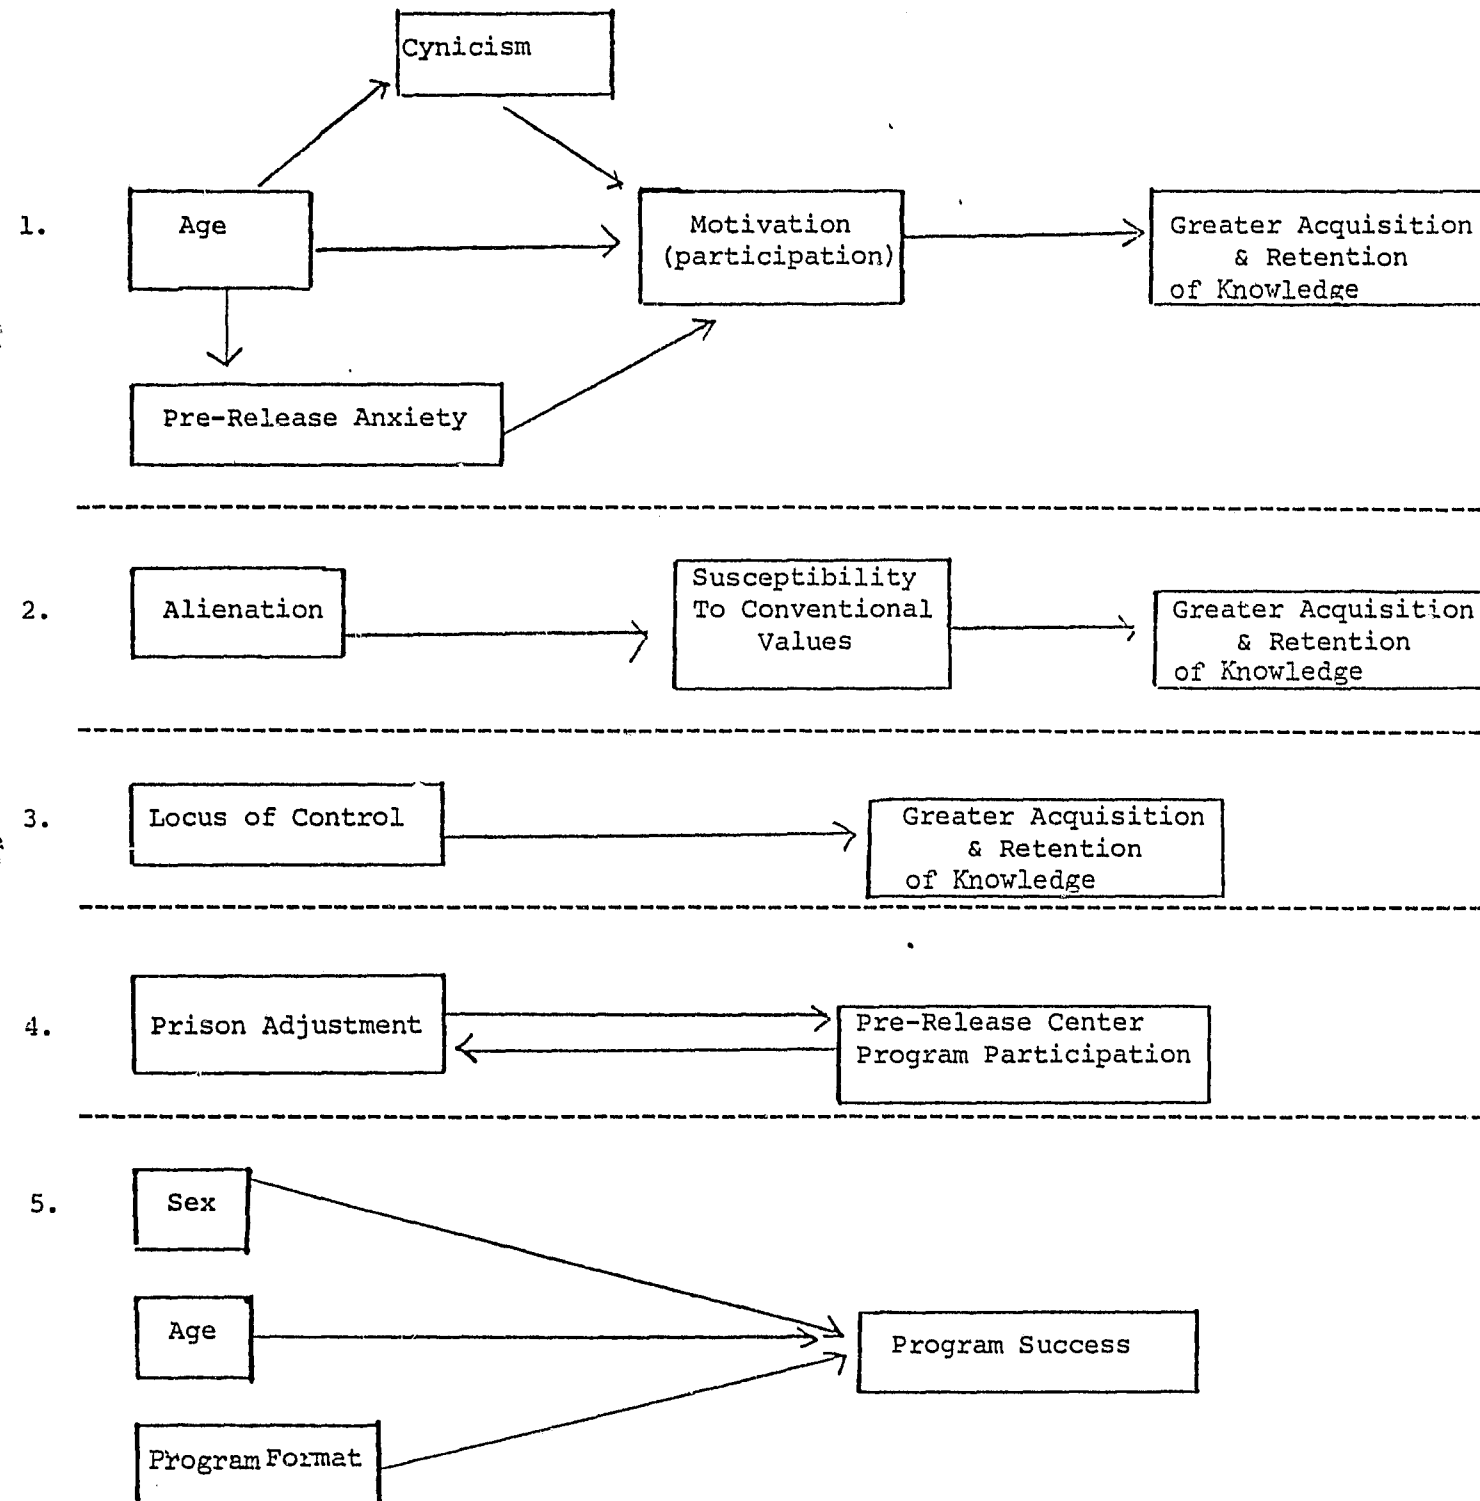 Cynicism
1.
Age
Motivation
(participation)
Greater Acquisition
& Retention
of Knowledge
Pre-Release Anxiety
2.
Alienation
Susceptibility
To Conventional
Values
Greater Acquisition
& Retention
of Knowledge
3.
Locus of Control
Greater Acquisition
& Retention
of Knowledge
4.
Prison Adjustment
Pre-Release Center
Program Participation
5.
Sex
Age
Program Success
Program Format